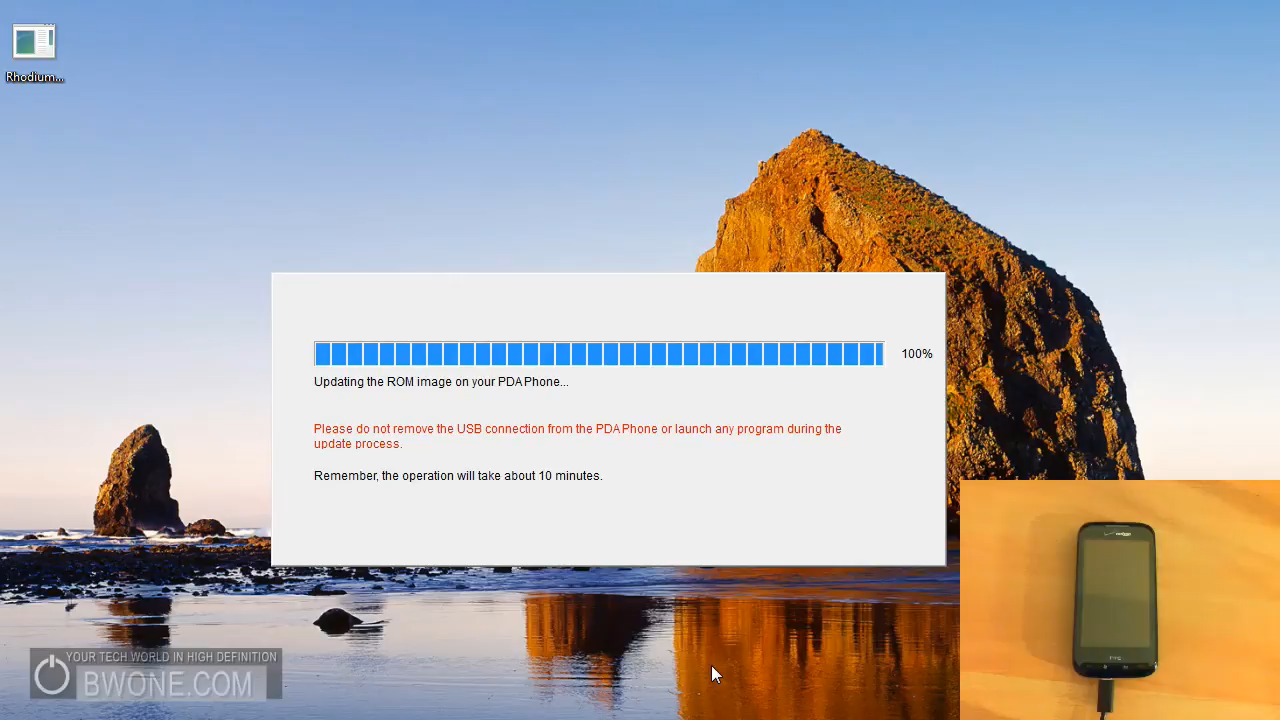 Rhodium...
100%
Updating the ROM image on your PDA Phone...
Please do not remove the USB connection from the PDA Phone or launch any program during the
update process.
Remember, the operation will take about 10 minutes.
YOUR TECH WORLD IN HIGH DEFINITION
BWONE.COM
verizon
hTC